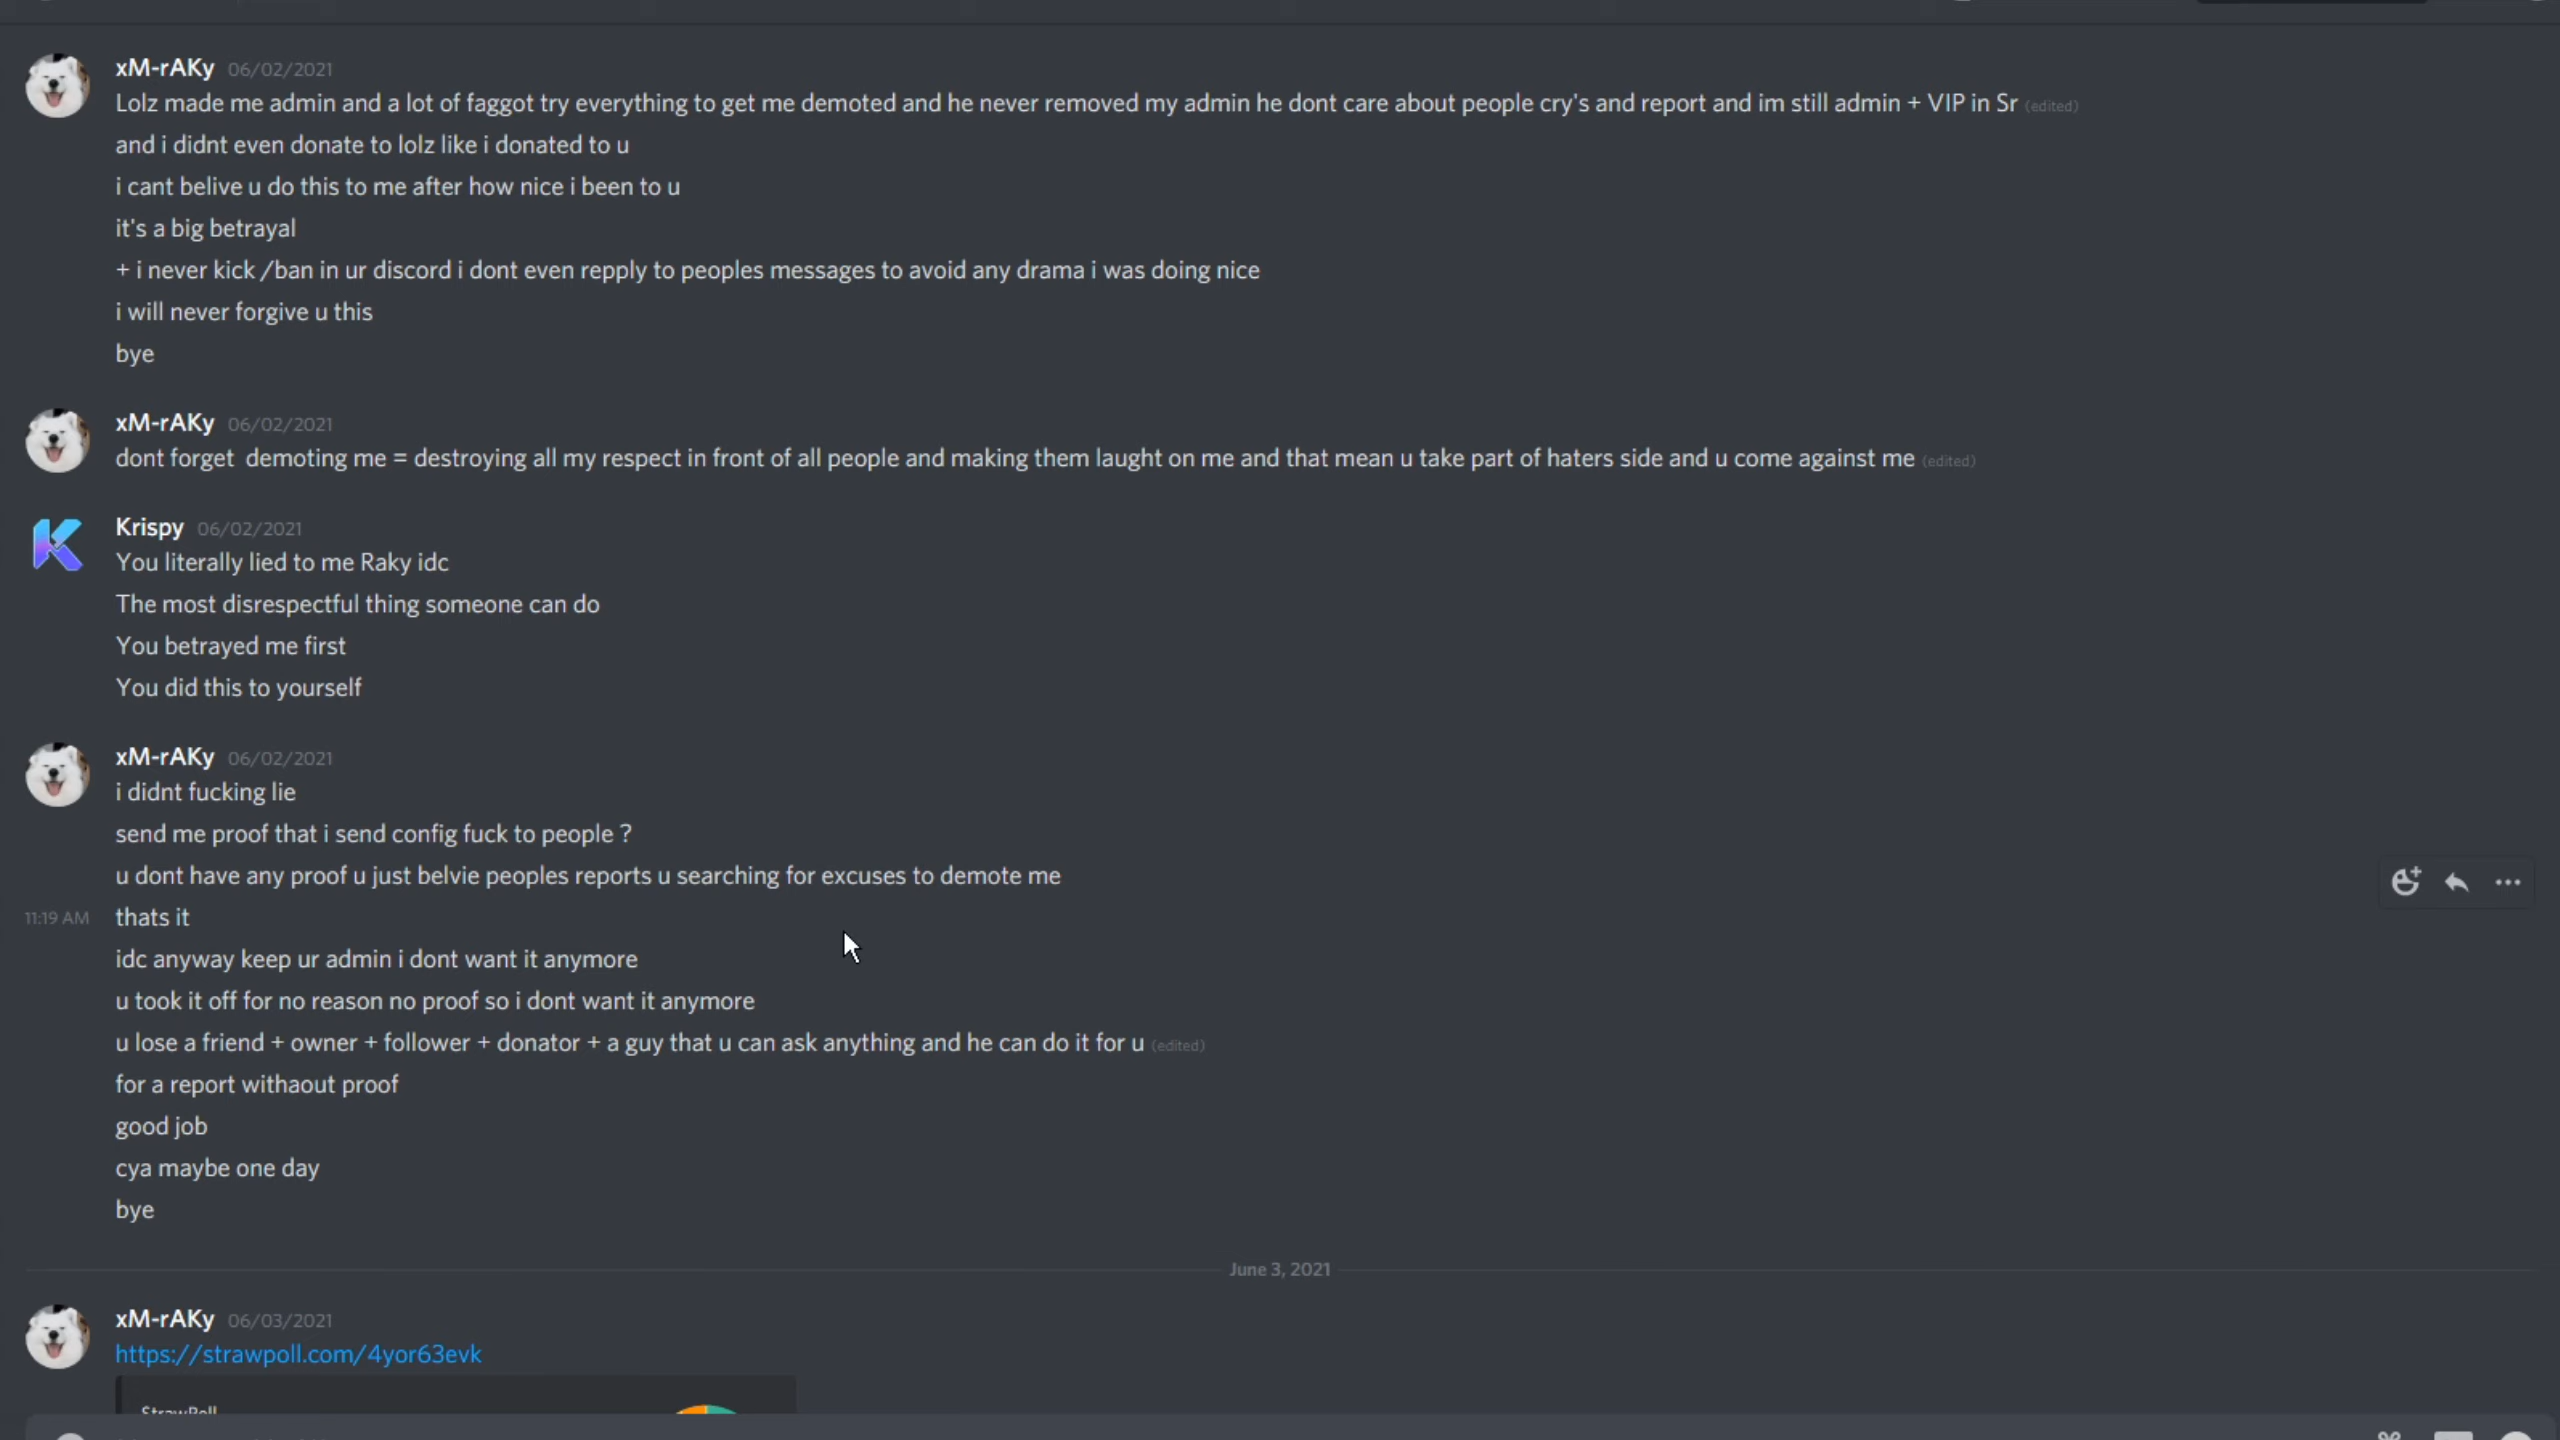 xM-rAKy 06/02/2021
Lolz made me admin and a lot of faggot try everything to get me demoted and he never removed my admin he dont care about people cry's and report and im still admin + VIP in Sr (edited)
and i didnt even donate to lolz like i donated to u
i cant belive u do this to me after how nice i been to u
it's a big betrayal
+ i never kick /ban in ur discord i dont even repply to peoples messages to avoid any drama i was doing nice
i will never forgive u this
bye
xM-rAKy 06/02/2021
dont forget  demoting me = destroying all my respect in front of all people and making them laught on me and that mean u take part of haters side and u come against me (edited)
Krispy 06/02/2021
You literally lied to me Raky idc
The most disrespectful thing someone can do
You betrayed me first
You did this to yourself
xM-rAKy 06/02/2021
i didnt fucking lie
send me proof that i send config fuck to people ?
u dont have any proof u just belvie peoples reports u searching for excuses to demote me
11:19 AM thats it
idc anyway keep ur admin i dont want it anymore
u took it off for no reason no proof so i dont want it anymore
u lose a friend + owner + follower + donator + a guy that u can ask anything and he can do it for u (edited)
for a report withaout proof
good job
cya maybe one day
bye
June 3, 2021
xM-rAKy 06/03/2021
https://strawpoll.com/4yor63evk
StrawPoll